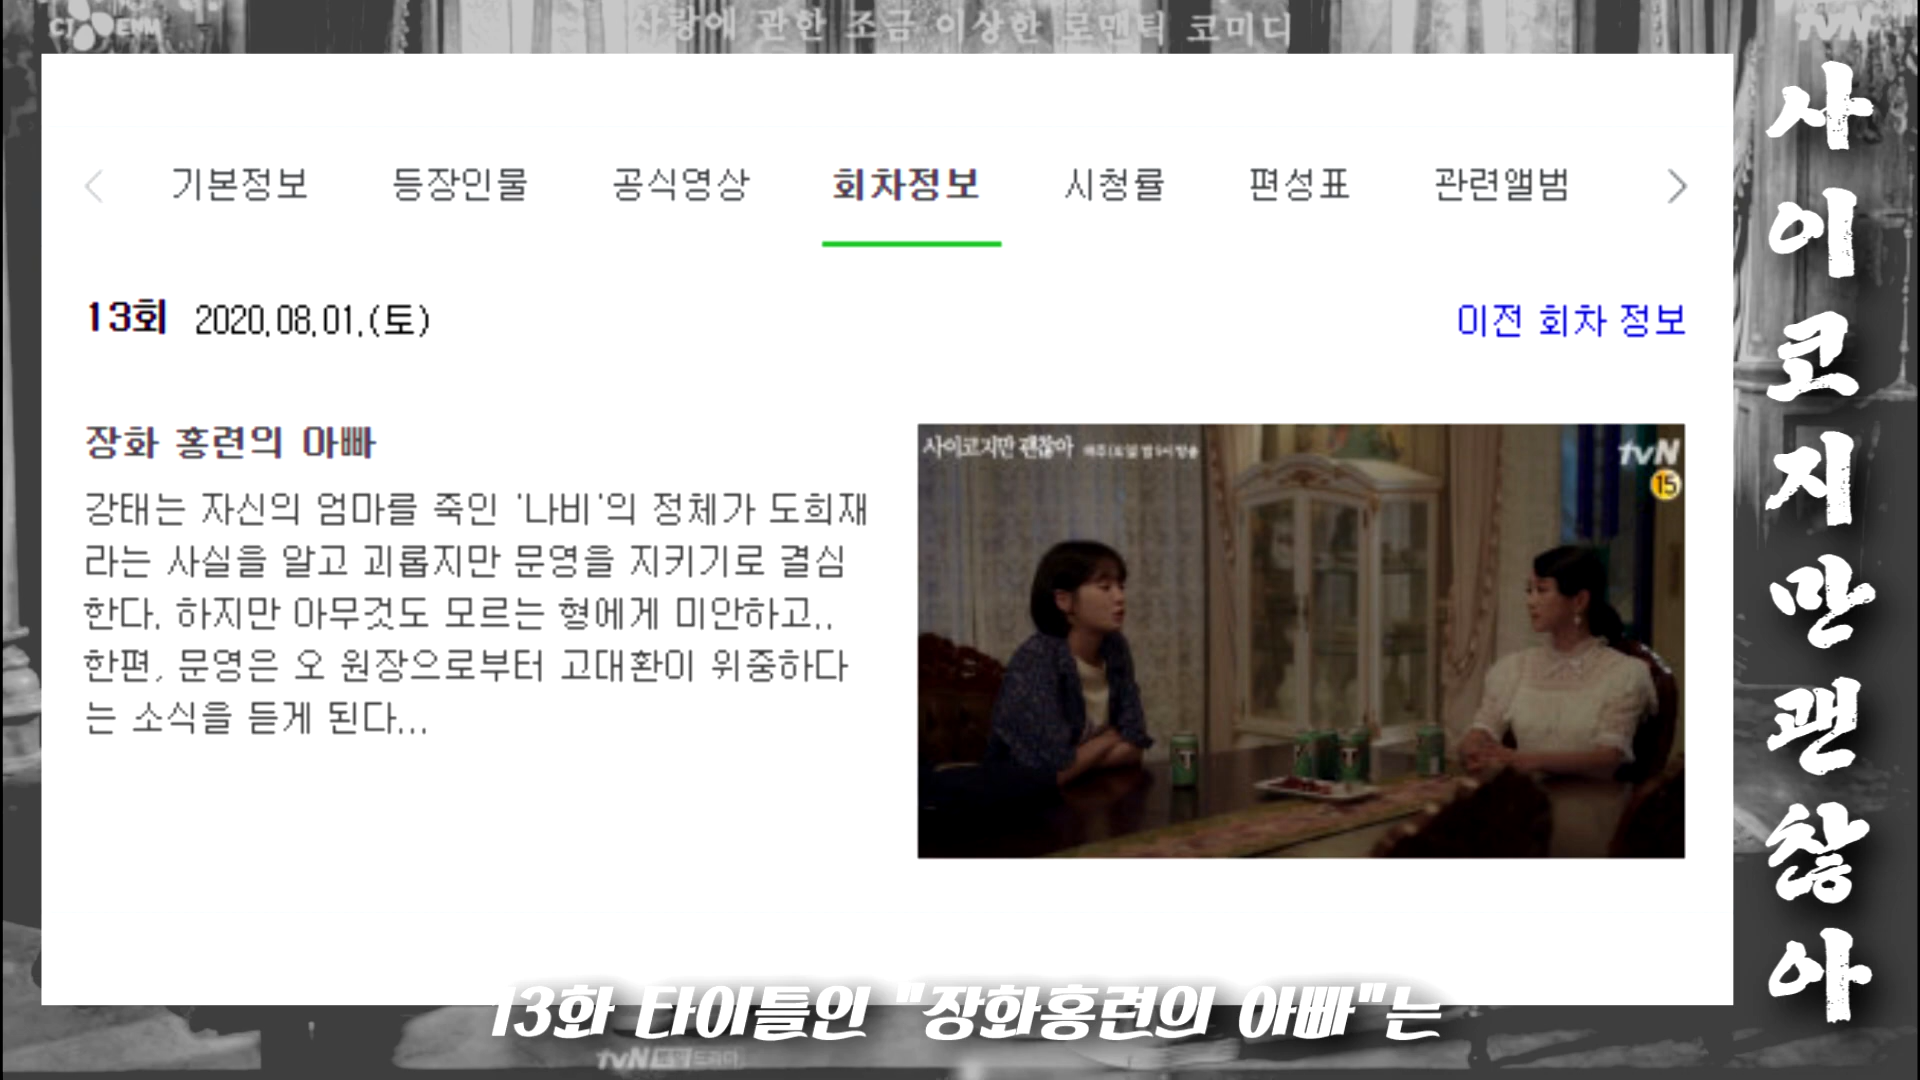 CJ ENM
사랑에 관한 조금 이상한 로맨틱 코미디
tvN
사이코지만 괜찮아
기본정보 등장인물 공식영상 회차정보 시청률 편성표 관련앨범
13회 2020.08.01.(토)
이전 회차 정보
장화 홍련의 아빠
강태는 자신의 엄마를 죽인 '나비'의 정체가 도희재
라는 사실을 알고 괴롭지만 문영을 지키기로 결심
한다. 하지만 아무것도 모르는 형에게 미안하고..
한편, 문영은 오 원장으로부터 고대환이 위중하다
는 소식을 듣게 된다...
사이코지만 괜찮아
tvN
15
13화 타이틀인 "장화홍련의 아빠"는
tvN